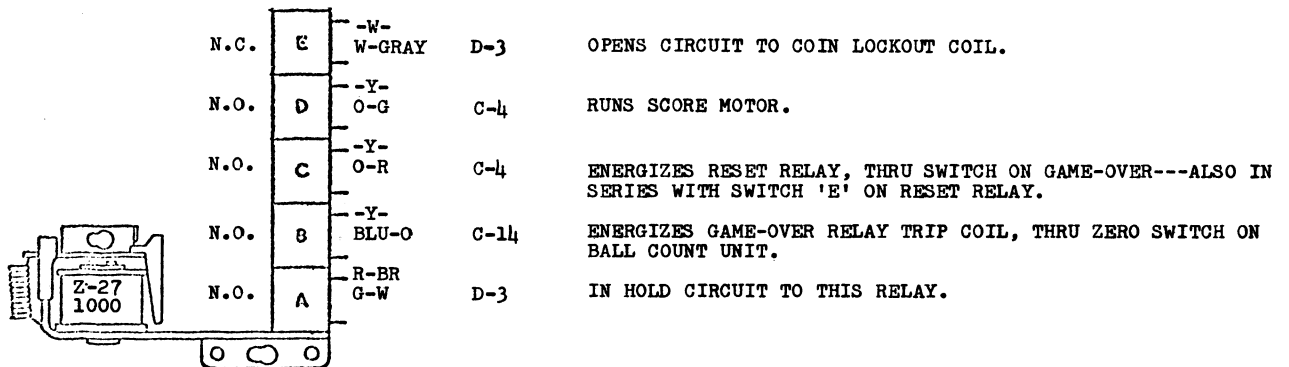 -W-
N.C. E W-GRAY D-3 OPENS CIRCUIT TO COIN LOCKOUT COIL.
-Y-
N.O. D O-G C-4 RUNS SCORE MOTOR.
-Y-
N.O. C O-R C-4 ENERGIZES RESET RELAY, THRU SWITCH ON GAME-OVER---ALSO IN
SERIES WITH SWITCH 'E' ON RESET RELAY.
-Y-
N.O. B BLU-O C-14 ENERGIZES GAME-OVER RELAY TRIP COIL, THRU ZERO SWITCH ON
BALL COUNT UNIT.
R-BR
N.O. A G-W D-3 IN HOLD CIRCUIT TO THIS RELAY.
Z-27
1000